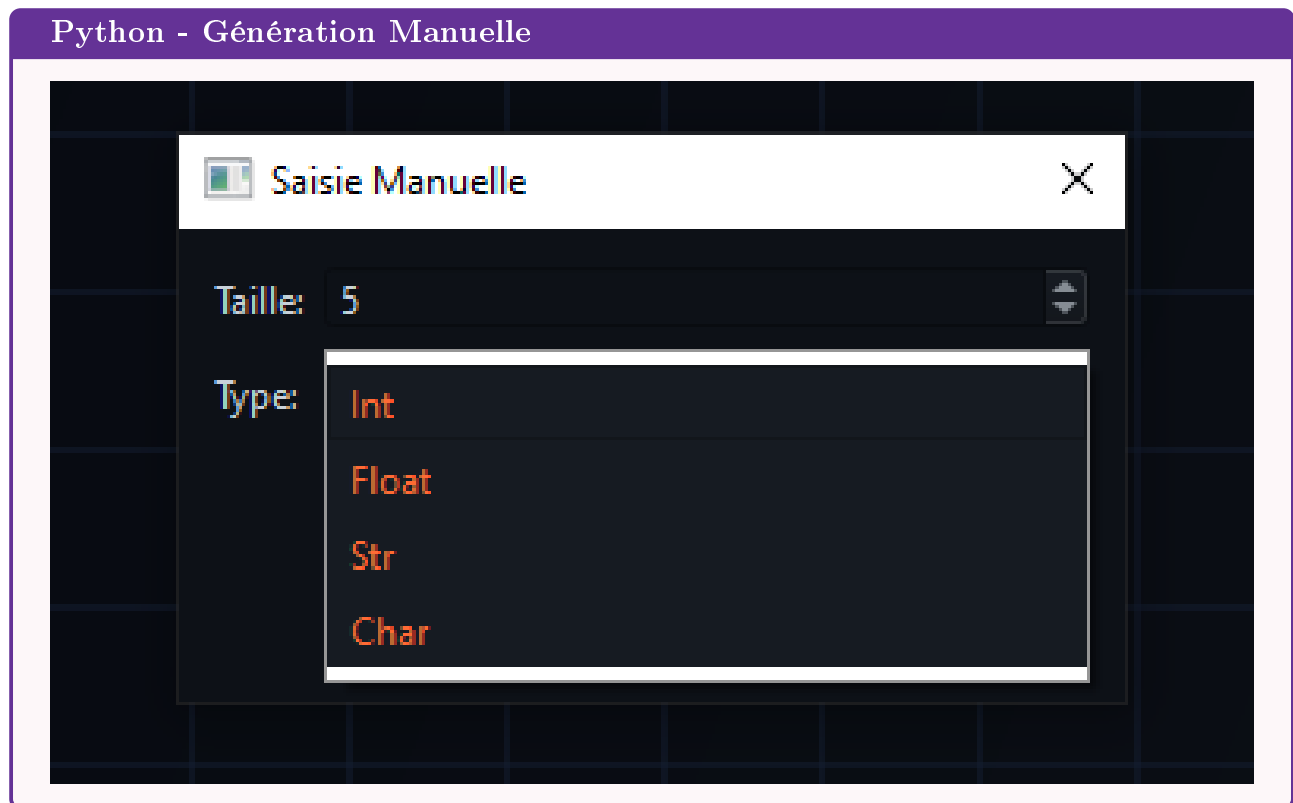 Python - Génération Manuelle
Saisie Manuelle
Taille: 5
Type:
Int
Float
Str
Char